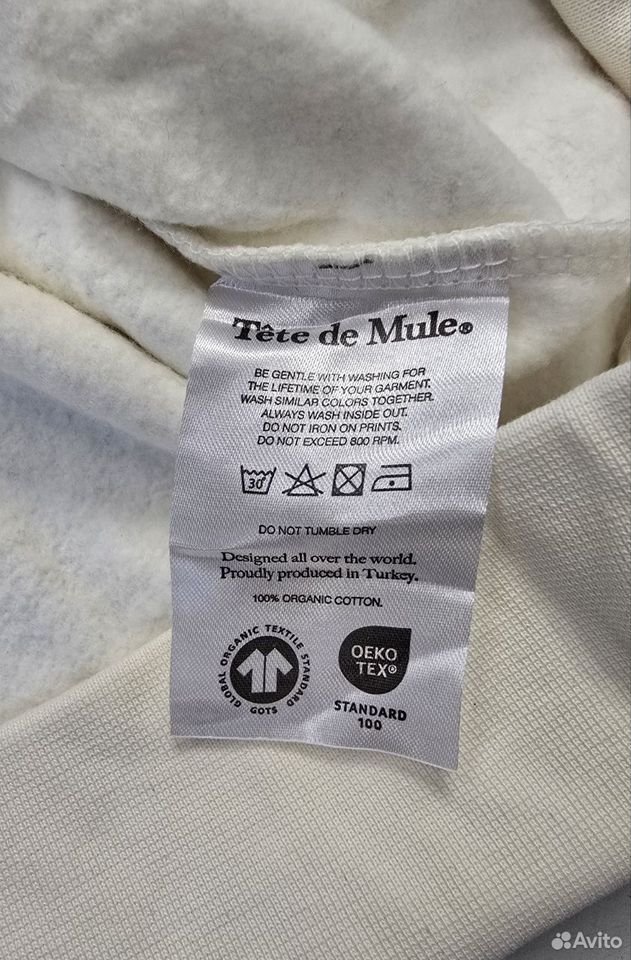 Tête de Mule®
BE GENTLE WITH WASHING FOR
THE LIFETIME OF YOUR GARMENT.
WASH SIMILAR COLORS TOGETHER.
ALWAYS WASH INSIDE OUT.
DO NOT IRON ON PRINTS.
DO NOT EXCEED 800 RPM.
30°
DO NOT TUMBLE DRY
Designed all over the world.
Proudly produced in Turkey.
100% ORGANIC COTTON.
GLOBAL ORGANIC TEXTILE STANDARD
GOTS
OEKO
TEX®
STANDARD
100
Avito